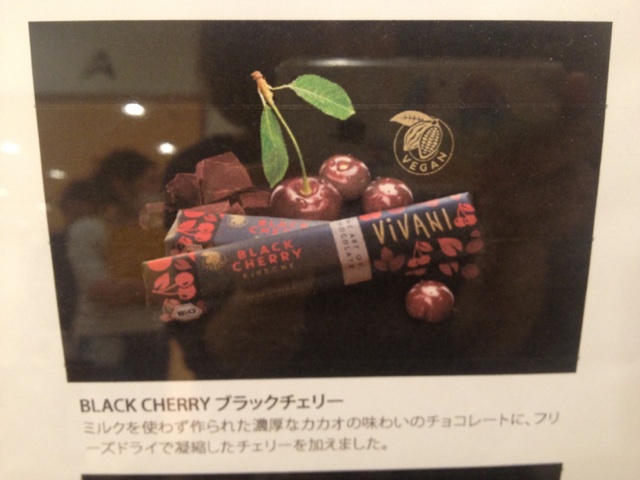 VEGAN
BLACK
CHERRY
KIRSCHE
THE ART OF
CHOCOLATE
ViVANI
BIO
BLACK CHERRY ブラックチェリー
ミルクを使わず作られた濃厚なカカオの味わいのチョコレートに、フリ
ーズドライで凝縮したチェリーを加えました。